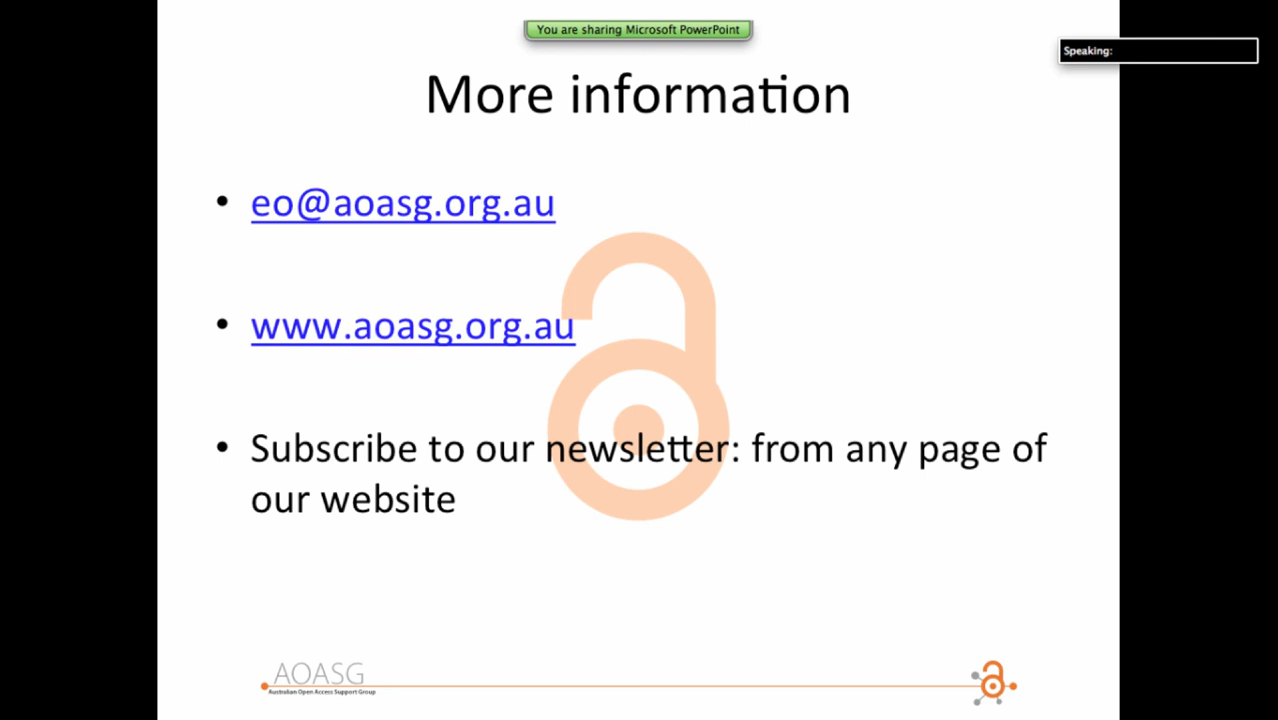 You are sharing Microsoft PowerPoint
Speaking:
More information
• eo@aoasg.org.au
• www.aoasg.org.au
• Subscribe to our newsletter: from any page of
our website
AOASG
Australian Open Access Support Group